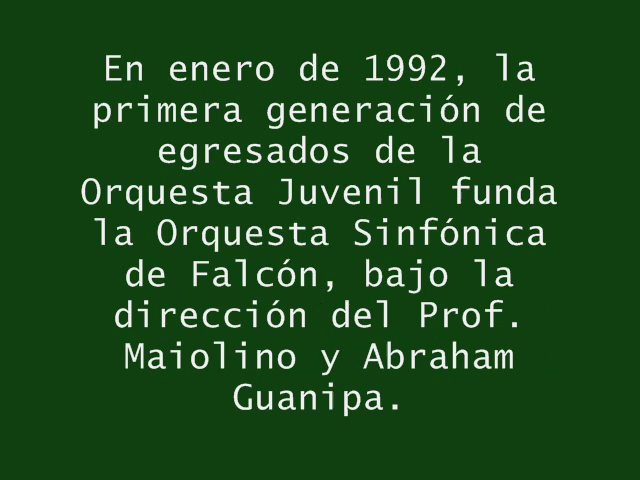 En enero de 1992, la
primera generación de
egresados de la
Orquesta Juvenil funda
la Orquesta Sinfónica
de Falcón, bajo la
dirección del Prof.
Maiolino y Abraham
Guanipa.